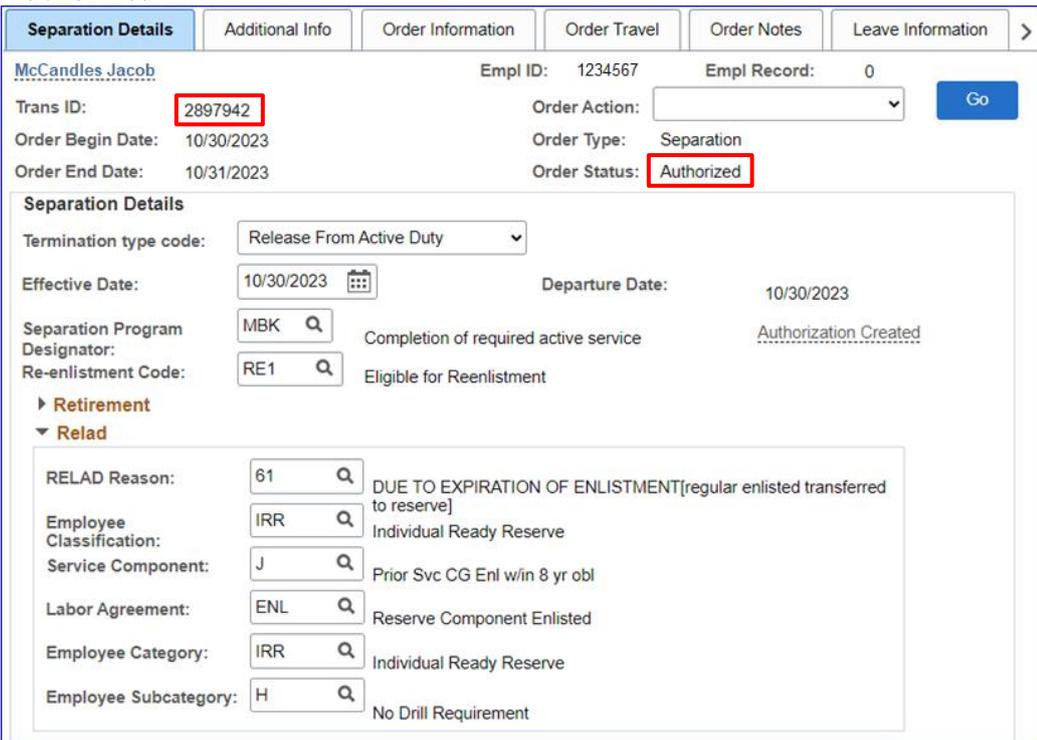 Separation Details Additional Info Order Information Order Travel Order Notes Leave Information
McCandles Jacob Empl ID: 1234567 Empl Record: 0
Trans ID: 2897942 Order Action: Go
Order Begin Date: 10/30/2023 Order Type: Separation
Order End Date: 10/31/2023 Order Status: Authorized
Separation Details
Termination type code: Release From Active Duty
Effective Date: 10/30/2023 Departure Date: 10/30/2023
Separation Program Designator: MBK Completion of required active service Authorization Created
Re-enlistment Code: RE1 Eligible for Reenlistment
Retirement
Relad
RELAD Reason: 61 DUE TO EXPIRATION OF ENLISTMENT[regular enlisted transferred to reserve]
Employee Classification: IRR Individual Ready Reserve
Service Component: J Prior Svc CG Enl w/in 8 yr obl
Labor Agreement: ENL Reserve Component Enlisted
Employee Category: IRR Individual Ready Reserve
Employee Subcategory: H No Drill Requirement